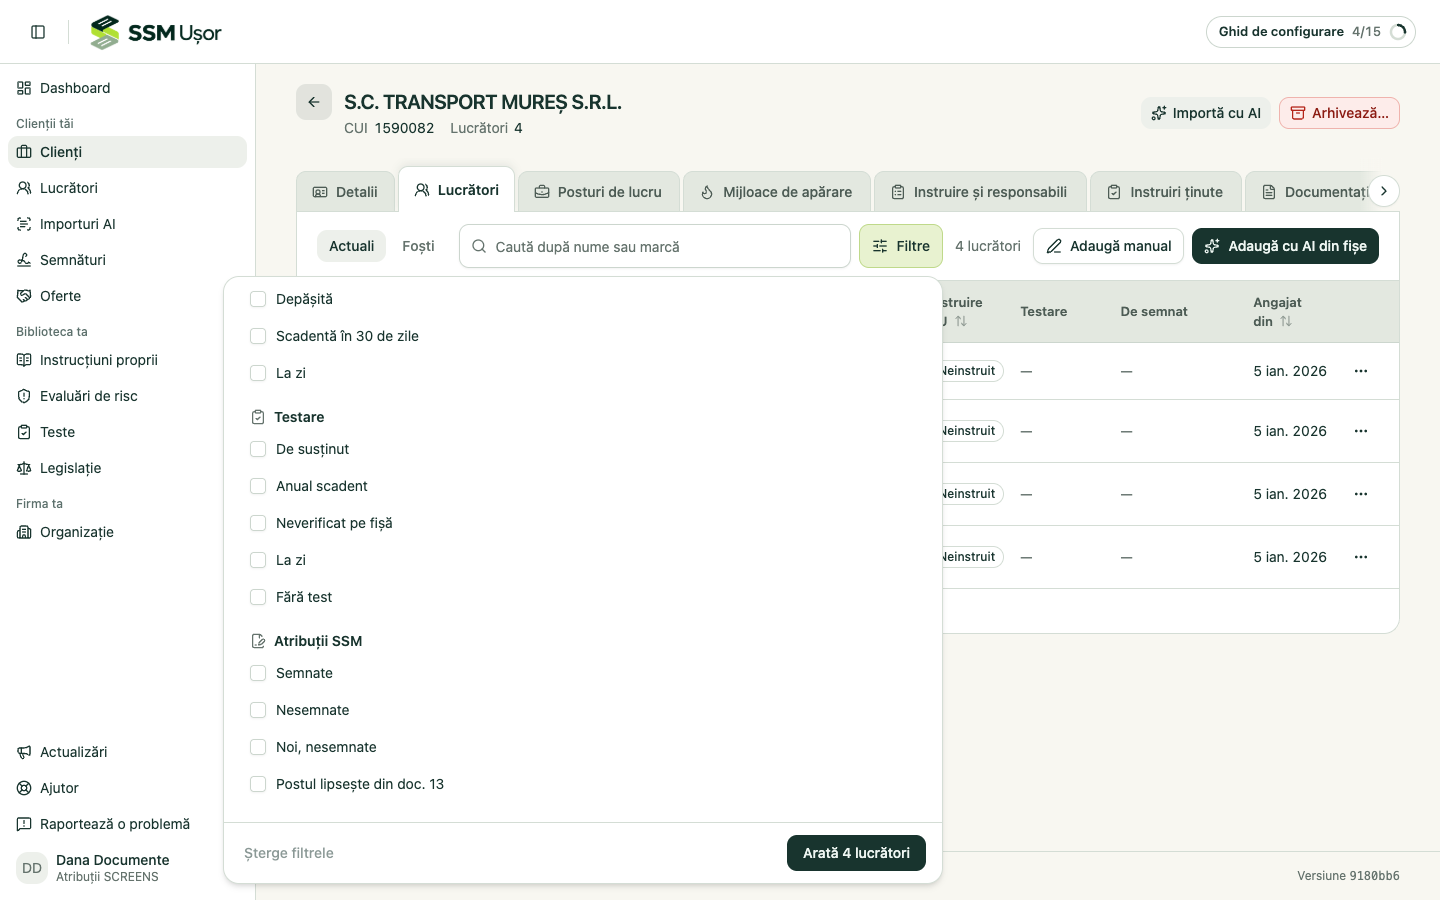 SSM Ușor
Ghid de configurare 4/15
Dashboard
Clienții tăi
Clienți
Lucrători
Importuri AI
Semnături
Oferte
Biblioteca ta
Instrucțiuni proprii
Evaluări de risc
Teste
Legislație
Firma ta
Organizație
Actualizări
Ajutor
Raportează o problemă
DD
Dana Documente
Atribuții SCREENS
S.C. TRANSPORT MUREȘ S.R.L.
CUI 1590082 Lucrători 4
Importă cu AI
Arhivează...
Detalii
Lucrători
Posturi de lucru
Mijloace de apărare
Instruire și responsabili
Instruiri ținute
Actuali
Foști
Caută după nume sau marcă
Filtre
4 lucrători
Adaugă manual
Adaugă cu AI din fișe
Testare
De semnat
Angajat
din
Neinstruit — — 5 ian. 2026
Neinstruit — — 5 ian. 2026
Neinstruit — — 5 ian. 2026
Neinstruit — — 5 ian. 2026
Depășită
Scadentă în 30 de zile
La zi
Testare
De susținut
Anual scadent
Neverificat pe fișă
La zi
Fără test
Atribuții SSM
Semnate
Nesemnate
Noi, nesemnate
Postul lipsește din doc. 13
Șterge filtrele
Arată 4 lucrători
Versiune 9180bb6